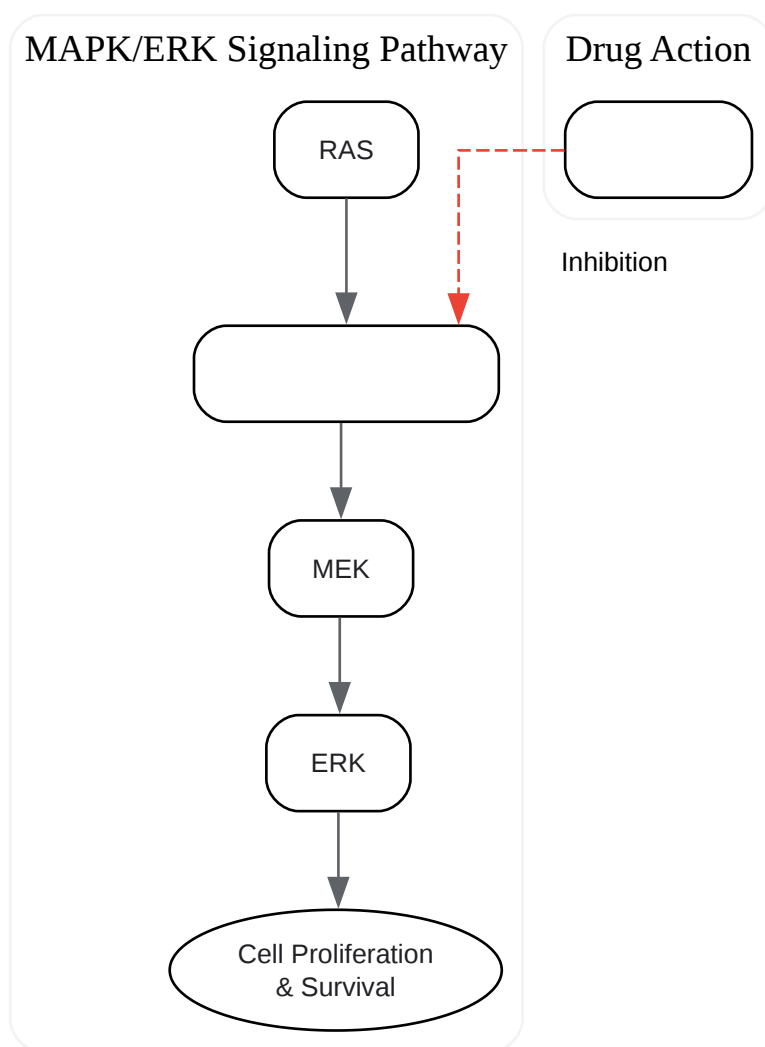 MAPK/ERK Signaling Pathway
Drug Action
RAS
Inhibition
MEK
ERK
Cell Proliferation
& Survival